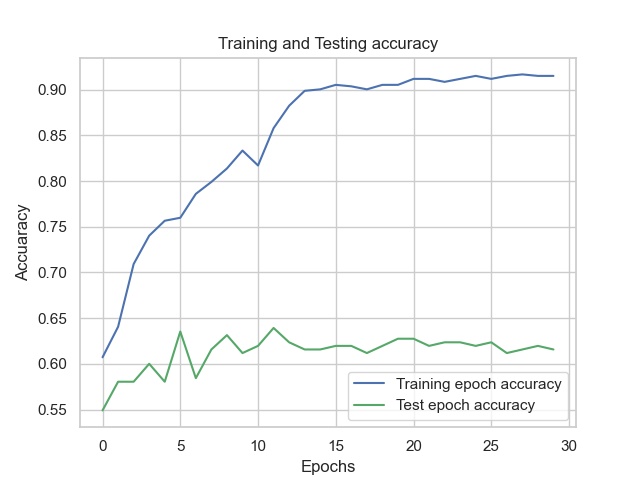 Training and Testing accuracy
0.90
0.85
0.80
0.75
0.70
0.65
0.60
0.55
Accuaracy
Training epoch accuracy
Test epoch accuracy
0 5 10 15 20 25 30
Epochs